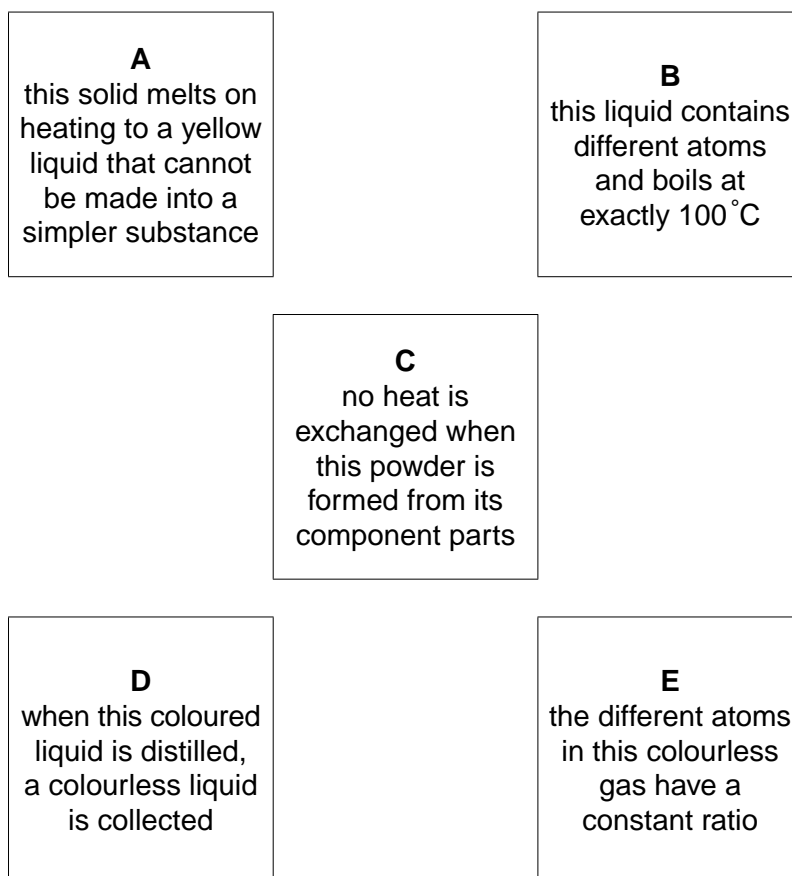 A
this solid melts on
heating to a yellow
liquid that cannot
be made into a
simpler substance
B
this liquid contains
different atoms
and boils at
exactly 100°C
C
no heat is
exchanged when
this powder is
formed from its
component parts
D
when this coloured
liquid is distilled,
a colourless liquid
is collected
E
the different atoms
in this colourless
gas have a
constant ratio